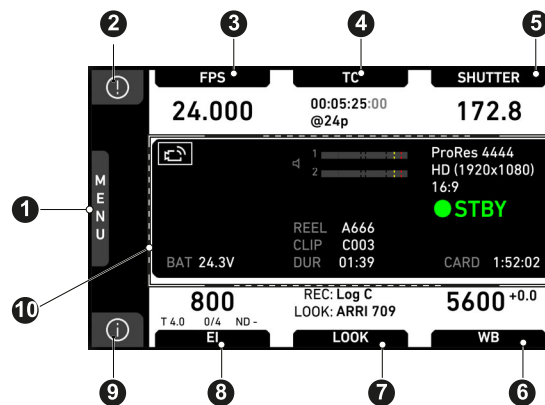 2 3 4 5
FPS TC SHUTTER
24.000 00:05:25:00 172.8
@24p
1 ProRes 4444
2 HD (1920x1080)
16:9
STBY
MENU
1
REEL A666
CLIP C003
BAT 24.3V DUR 01:39 CARD 1:52:02
10
800 REC: Log C 5600 +0.0
T 4.0 0/4 ND - LOOK: ARRI 709
EI LOOK WB
9 8 7 6